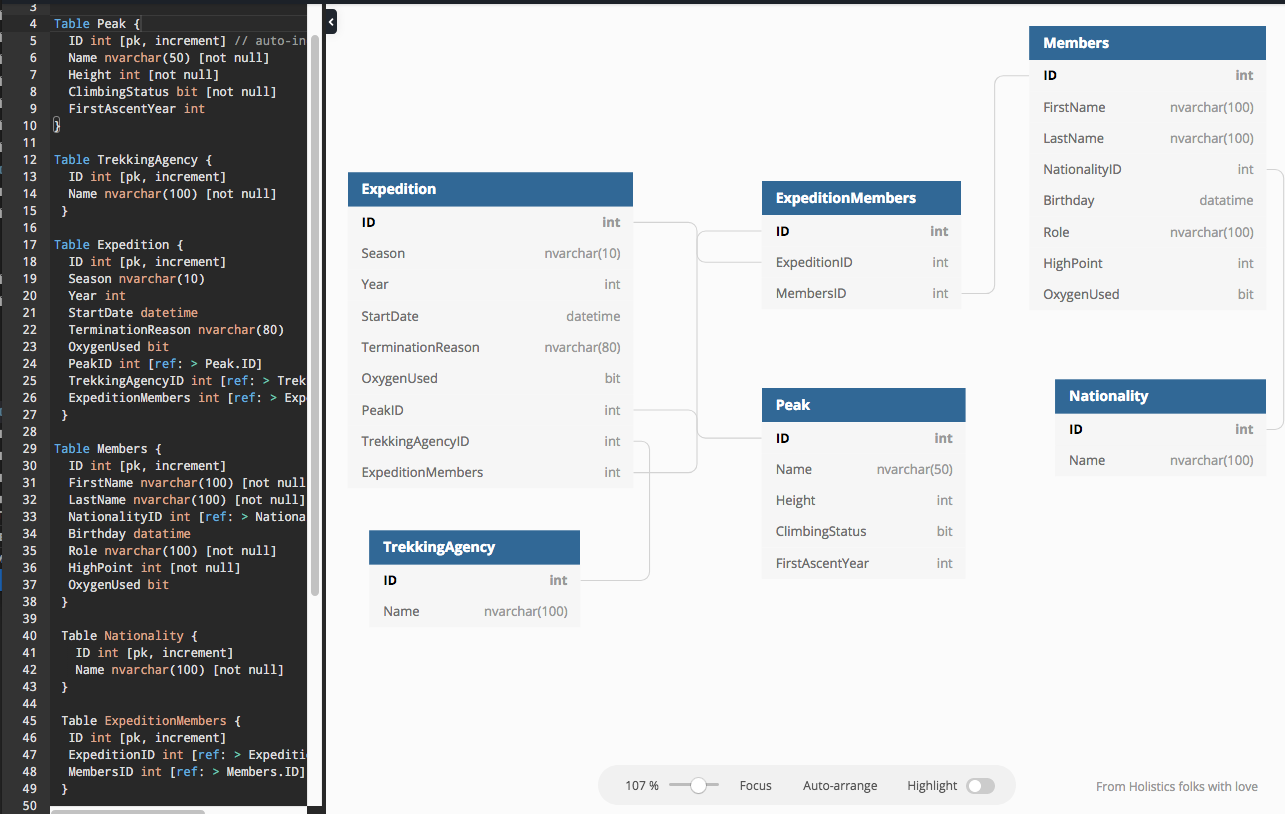 3
4 Table Peak {
5 ID int [pk, increment] // auto-in
6 Name nvarchar(50) [not null]
7 Height int [not null]
8 ClimbingStatus bit [not null]
9 FirstAscentYear int
10 }
11
12 Table TrekkingAgency {
13 ID int [pk, increment]
14 Name nvarchar(100) [not null]
15 }
16
17 Table Expedition {
18 ID int [pk, increment]
19 Season nvarchar(10)
20 Year int
21 StartDate datetime
22 TerminationReason nvarchar(80)
23 OxygenUsed bit
24 PeakID int [ref: > Peak.ID]
25 TrekkingAgencyID int [ref: > Trek
26 ExpeditionMembers int [ref: > Exp
27 }
28
29 Table Members {
30 ID int [pk, increment]
31 FirstName nvarchar(100) [not null
32 LastName nvarchar(100) [not null]
33 NationalityID int [ref: > Nationa
34 Birthday datatime
35 Role nvarchar(100) [not null]
36 HighPoint int [not null]
37 OxygenUsed bit
38 }
39
40 Table Nationality {
41 ID int [pk, increment]
42 Name nvarchar(100) [not null]
43 }
44
45 Table ExpeditionMembers {
46 ID int [pk, increment]
47 ExpeditionID int [ref: > Expediti
48 MembersID int [ref: > Members.ID]
49 }
50
Expedition
ID int
Season nvarchar(10)
Year int
StartDate datetime
TerminationReason nvarchar(80)
OxygenUsed bit
PeakID int
TrekkingAgencyID int
ExpeditionMembers int
TrekkingAgency
ID int
Name nvarchar(100)
ExpeditionMembers
ID int
ExpeditionID int
MembersID int
Peak
ID int
Name nvarchar(50)
Height int
ClimbingStatus bit
FirstAscentYear int
Members
ID int
FirstName nvarchar(100)
LastName nvarchar(100)
NationalityID int
Birthday datatime
Role nvarchar(100)
HighPoint int
OxygenUsed bit
Nationality
ID int
Name nvarchar(100)
107 % Focus Auto-arrange Highlight
From Holistics folks with love